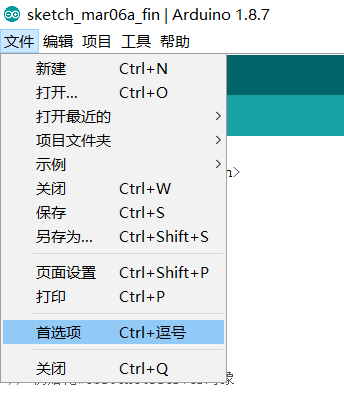 sketch_mar06a_fin | Arduino 1.8.7
文件 编辑 项目 工具 帮助
新建 Ctrl+N
打开... Ctrl+O
打开最近的
项目文件夹
示例
关闭 Ctrl+W
保存 Ctrl+S
另存为... Ctrl+Shift+S
页面设置 Ctrl+Shift+P
打印 Ctrl+P
首选项 Ctrl+逗号
关闭 Ctrl+Q